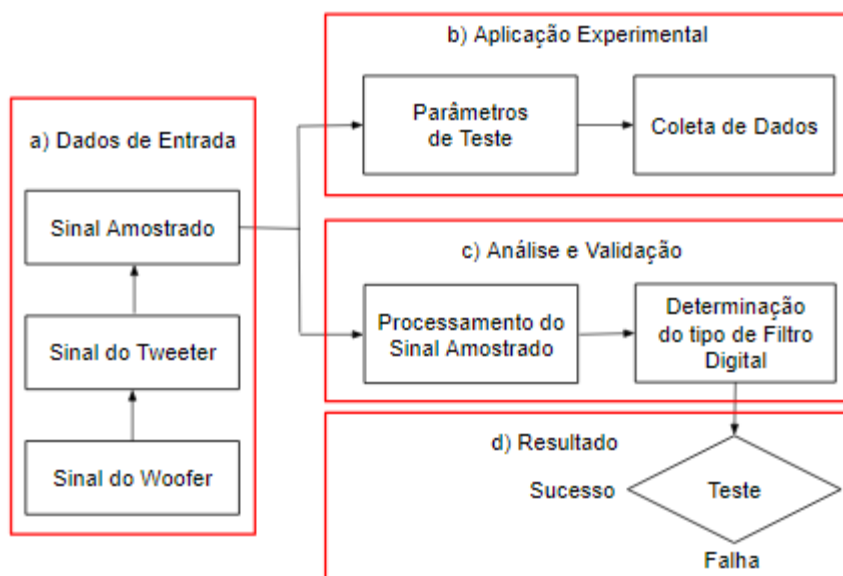 a) Dados de Entrada
Sinal Amostrado
Sinal do Tweeter
Sinal do Woofer
b) Aplicação Experimental
Parâmetros
de Teste
Coleta de Dados
c) Análise e Validação
Processamento do
Sinal Amostrado
Determinação
do tipo de Filtro
Digital
d) Resultado
Sucesso
Teste
Falha